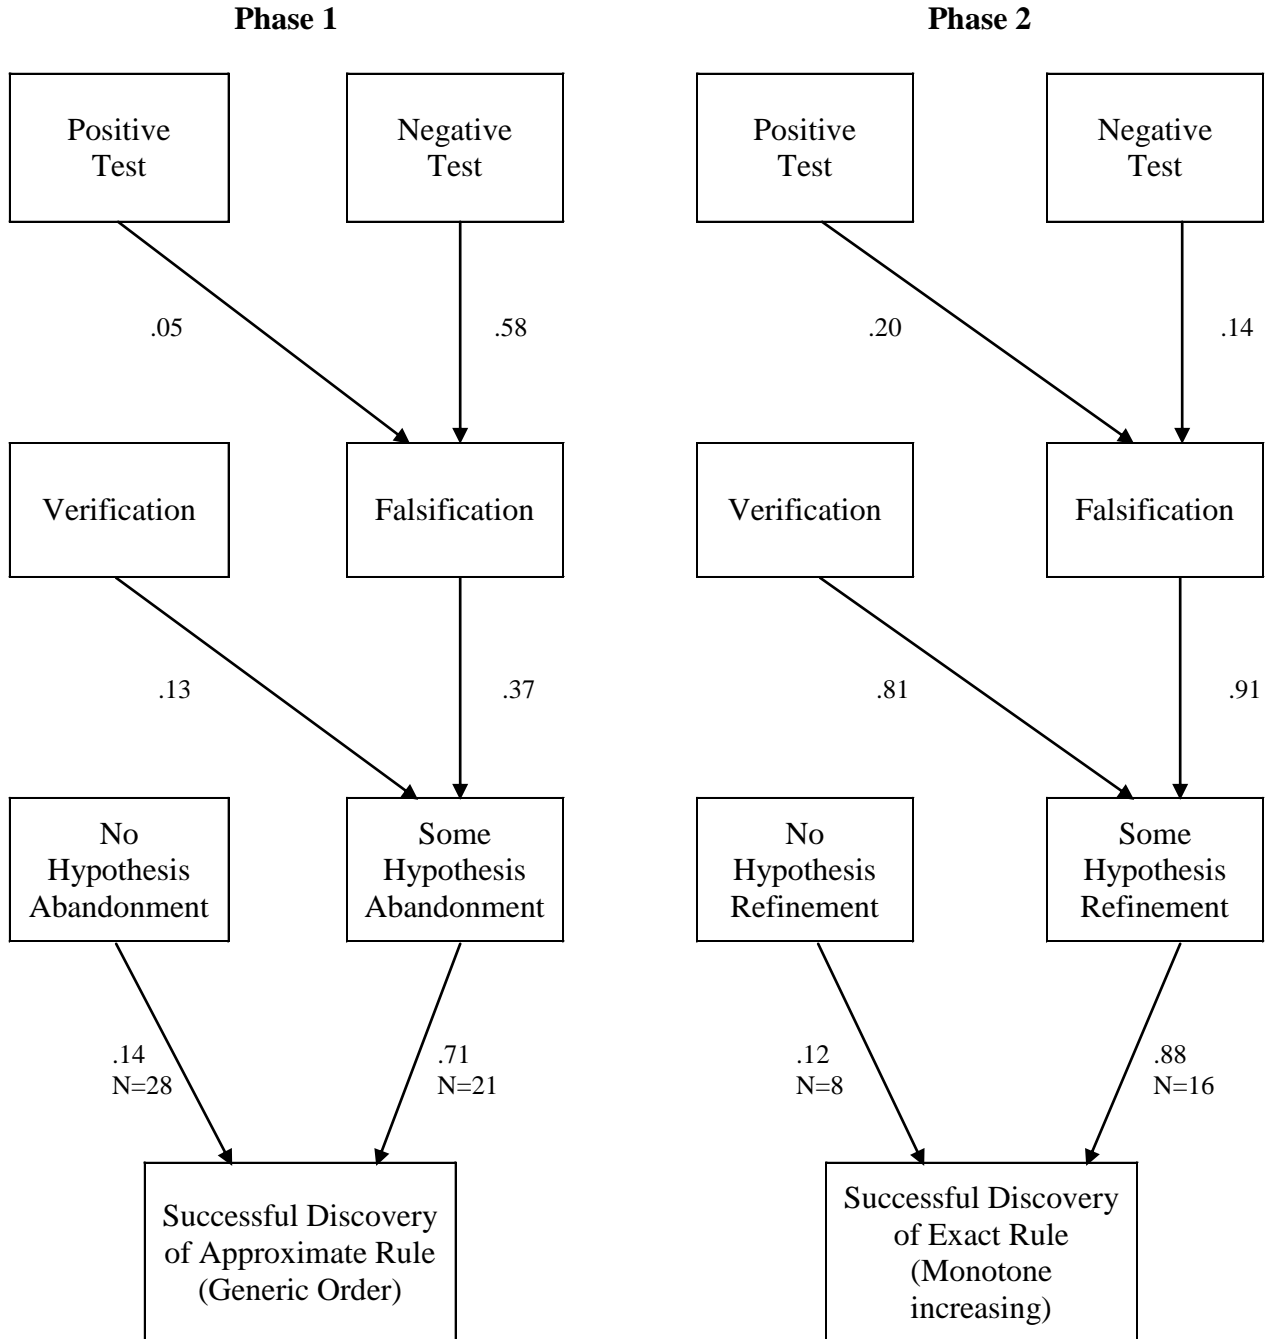 Phase 1
Phase 2
Positive
Test
Negative
Test
Positive
Test
Negative
Test
.05
.58
.20
.14
Verification
Falsification
Verification
Falsification
.13
.37
.81
.91
No
Hypothesis
Abandonment
Some
Hypothesis
Abandonment
No
Hypothesis
Refinement
Some
Hypothesis
Refinement
.14
N=28
.71
N=21
.12
N=8
.88
N=16
Successful Discovery
of Approximate Rule
(Generic Order)
Successful Discovery
of Exact Rule
(Monotone
increasing)